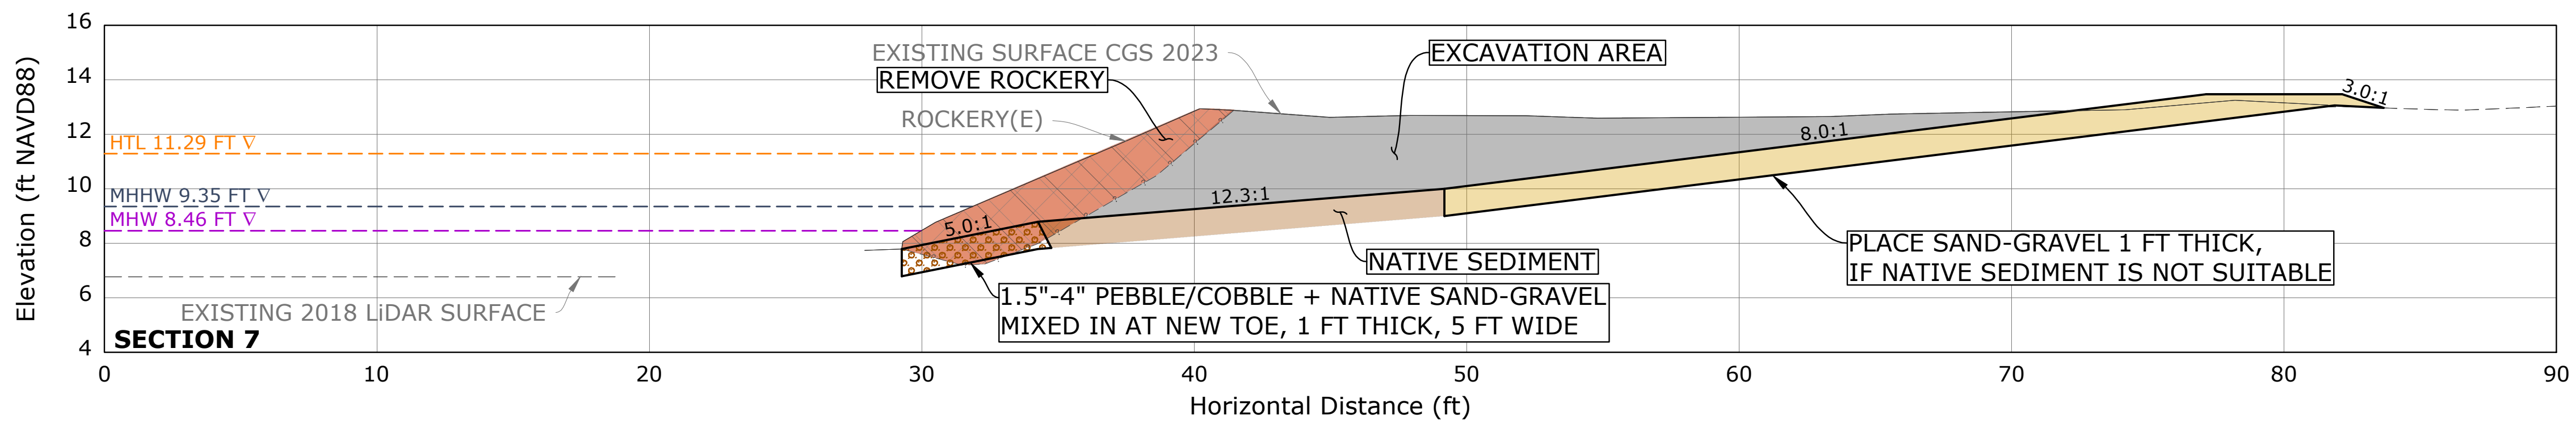 16
14
12
10
8
6
4
Elevation (ft NAVD88)
EXISTING SURFACE CGS 2023
EXCAVATION AREA
REMOVE ROCKERY
ROCKERY(E)
3.0:1
HTL 11.29 FT ∇
8.0:1
MHHW 9.35 FT ∇
12.3:1
MHW 8.46 FT ∇
5.0:1
PLACE SAND-GRAVEL 1 FT THICK,
IF NATIVE SEDIMENT IS NOT SUITABLE
NATIVE SEDIMENT
1.5"-4" PEBBLE/COBBLE + NATIVE SAND-GRAVEL
MIXED IN AT NEW TOE, 1 FT THICK, 5 FT WIDE
EXISTING 2018 LiDAR SURFACE
SECTION 7
0 10 20 30 40 50 60 70 80 90
Horizontal Distance (ft)